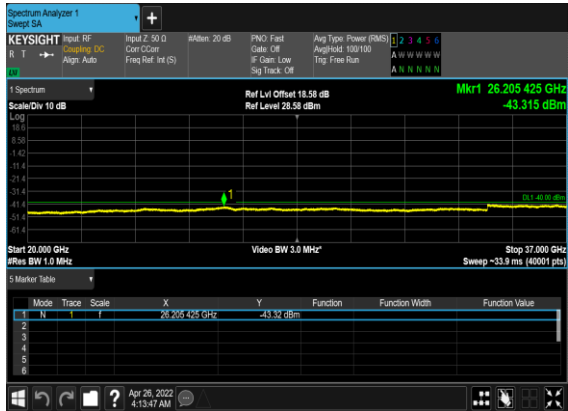 Spectrum Analyzer 1
Swept SA
+
KEYSIGHT Input: RF Input Z: 50 Ω #Atten: 20 dB PNO: Fast Avg Type: Power (RMS) 1 2 3 4 5 6
R T Coupling: DC Corr CCorr Gate: Off Avg|Hold: 100/100 A W W W W W
Align: Auto Freq Ref: Int (S) IF Gain: Low Trig: Free Run
LXI Sig Track: Off A N N N N N
1 Spectrum Ref Lvl Offset 18.58 dB Mkr1 26.205 425 GHz
Scale/Div 10 dB Ref Level 28.58 dBm -43.315 dBm
Log
18.6
8.58
-1.42
-11.4
-21.4
-31.4
1
DL1 -40.00 dBm
-41.4
-51.4
-61.4
Start 20.000 GHz Video BW 3.0 MHz* Stop 37.000 GHz
#Res BW 1.0 MHz Sweep ~33.9 ms (40001 pts)
5 Marker Table
Mode Trace Scale X Y Function Function Width Function Value
1 N 1 f 26.205 425 GHz -43.32 dBm
2
3
4
5
6
? Apr 26, 2022
4:13:47 AM